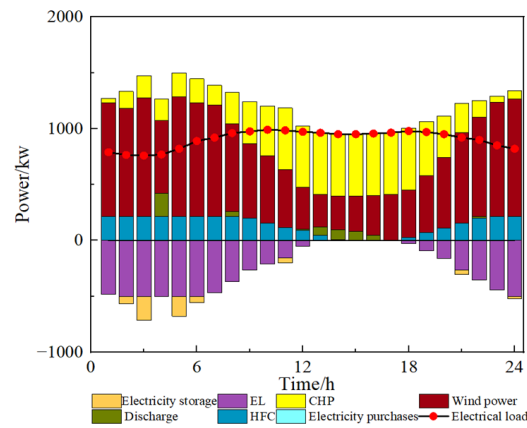 2000
1000
0
−1000
Power/kw
0 6 12 18 24
Time/h
Electricity storage EL CHP Wind power
Discharge HFC Electricity purchases Electrical load